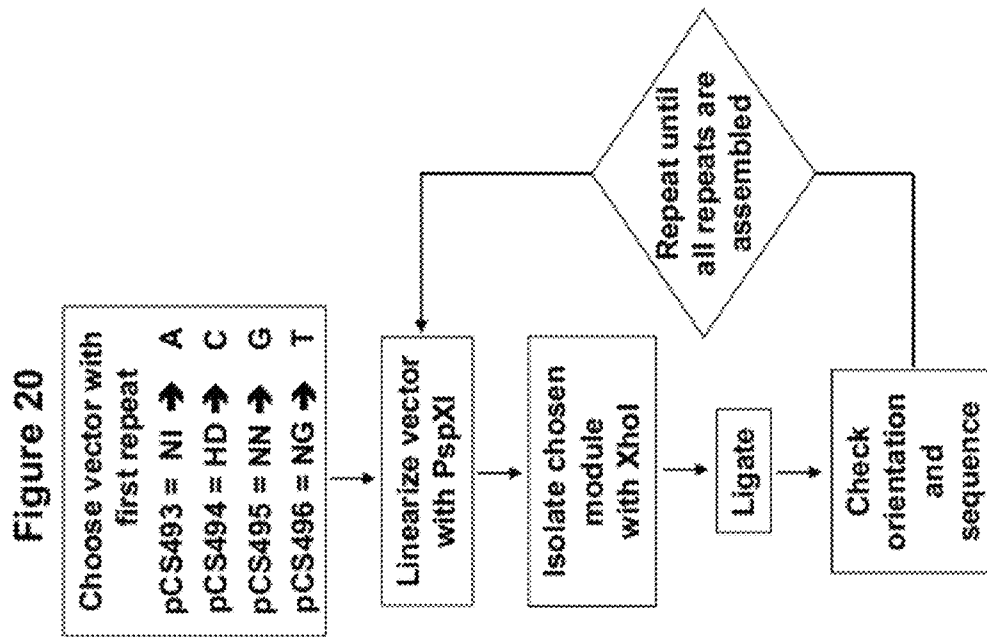 Figure 20
Choose vector with
first repeat
pCS493 = NI → A
pCS494 = HD → C
pCS495 = NN → G
pCS496 = NG → T
Linearize vector
with PspXI
Isolate chosen
module
with XhoI
Ligate
Check
orientation
and
sequence
Repeat until
all repeats are
assembled